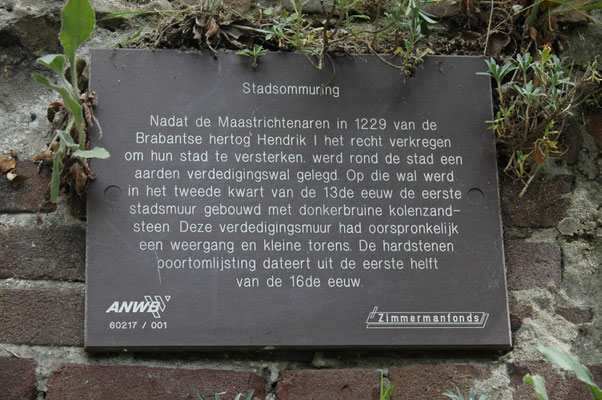 Stadsommuring
Nadat de Maastrichtenaren in 1229 van de
Brabantse hertog Hendrik I het recht verkregen
om hun stad te versterken, werd rond de stad een
aarden verdedigingswal gelegd. Op die wal werd
in het tweede kwart van de 13de eeuw de eerste
stadsmuur gebouwd met donkerbruine kolenzand-
steen. Deze verdedigingsmuur had oorspronkelijk
een weergang en kleine torens. De hardstenen
poortomlijsting dateert uit de eerste helft
van de 16de eeuw.
ANWB
60217 / 001
Zimmermanfonds